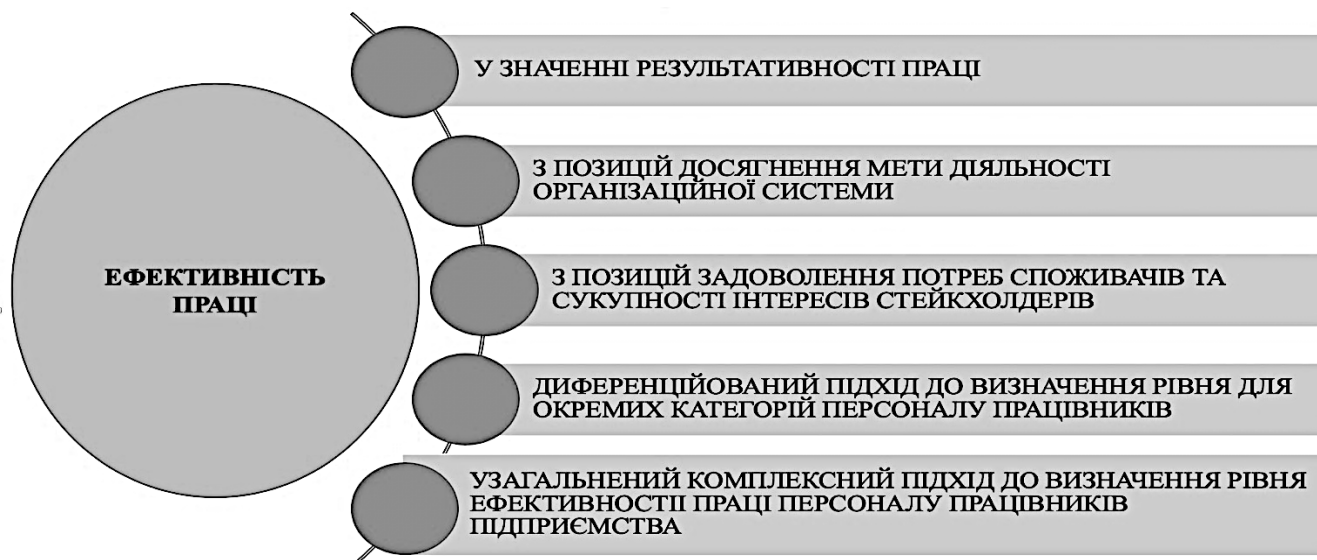 ЕФЕКТИВНІСТЬ
ПРАЦІ
У ЗНАЧЕННІ РЕЗУЛЬТАТИВНОСТІ ПРАЦІ
З ПОЗИЦІЙ ДОСЯГНЕННЯ МЕТИ ДІЯЛЬНОСТІ
ОРГАНІЗАЦІЙНОЇ СИСТЕМИ
З ПОЗИЦІЙ ЗАДОВОЛЕННЯ ПОТРЕБ СПОЖИВАЧІВ ТА
СУКУПНОСТІ ІНТЕРЕСІВ СТЕЙКХОЛДЕРІВ
ДИФЕРЕНЦІЙОВАНИЙ ПІДХІД ДО ВИЗНАЧЕННЯ РІВНЯ ДЛЯ
ОКРЕМИХ КАТЕГОРІЙ ПЕРСОНАЛУ ПРАЦІВНИКІВ
УЗАГАЛЬНЕНИЙ КОМПЛЕКСНИЙ ПІДХІД ДО ВИЗНАЧЕННЯ РІВНЯ
ЕФЕКТИВНОСТІІ ПРАЦІ ПЕРСОНАЛУ ПРАЦІВНИКІВ
ПІДПРИЄМСТВА